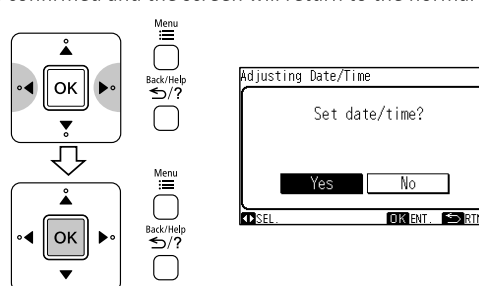 confirmed and the screen will return to the normal
Menu
OK
Back/Help
/?
Menu
OK
Back/Help
/?
Adjusting Date/Time
Set date/time?
Yes No
SEL. OK ENT. RTN